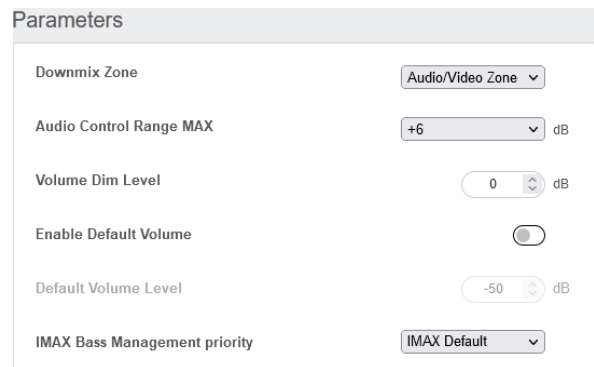 Parameters
Downmix Zone Audio/Video Zone
Audio Control Range MAX +6 dB
Volume Dim Level 0 dB
Enable Default Volume
Default Volume Level -50 dB
IMAX Bass Management priority IMAX Default